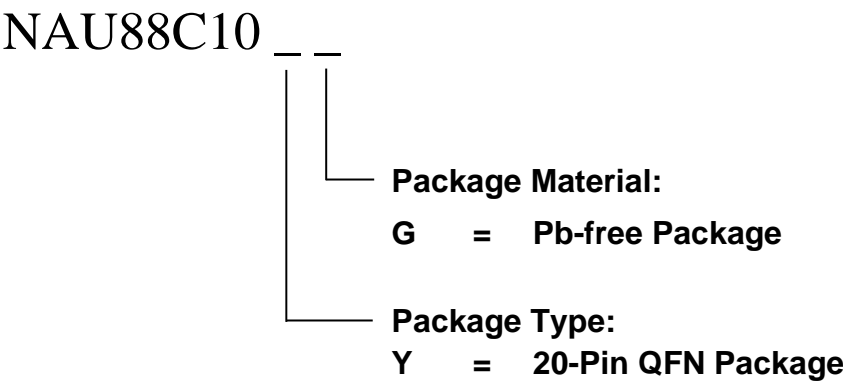 NAU88C10 _ _
Package Material:
G = Pb-free Package
Package Type:
Y = 20-Pin QFN Package